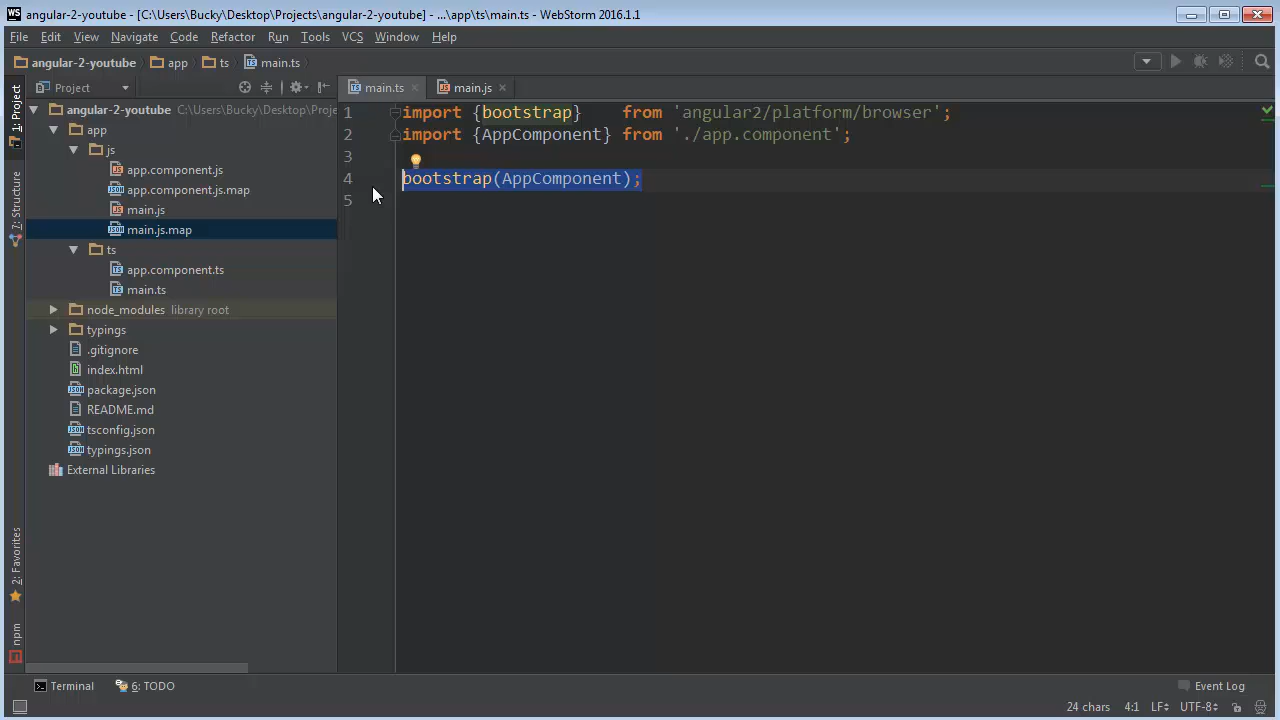 WS angular-2-youtube - [C:\Users\Bucky\Desktop\Projects\angular-2-youtube] - ...\app\ts\main.ts - WebStorm 2016.1.1
File Edit View Navigate Code Refactor Run Tools VCS Window Help
angular-2-youtube app ts main.ts
Project
main.ts main.js
1: Project
7: Structure
2: Favorites
npm
angular-2-youtube C:\Users\Bucky\Desktop\Proje
app
js
app.component.js
app.component.js.map
main.js
main.js.map
ts
app.component.ts
main.ts
node_modules library root
typings
.gitignore
index.html
package.json
README.md
tsconfig.json
typings.json
External Libraries
1 import {bootstrap} from 'angular2/platform/browser';
2 import {AppComponent} from './app.component';
3
4 bootstrap(AppComponent);
5
Terminal 6: TODO Event Log
24 chars 4:1 LF÷ UTF-8÷